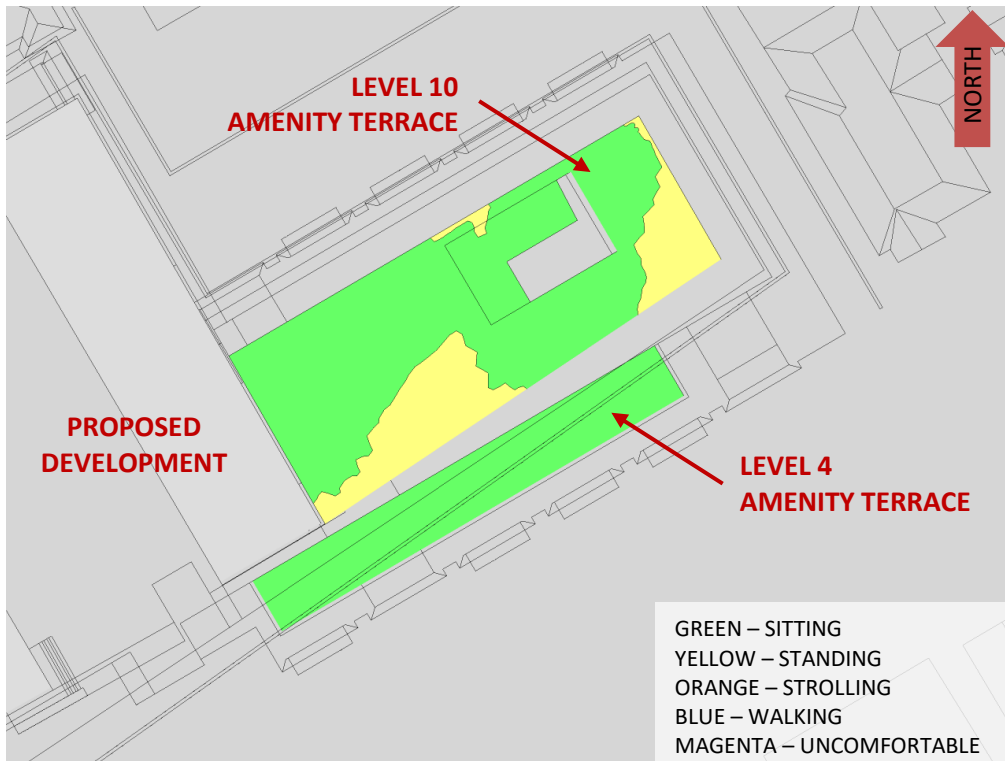 LEVEL 10
AMENITY TERRACE
NORTH
PROPOSED
DEVELOPMENT
LEVEL 4
AMENITY TERRACE
GREEN – SITTING
YELLOW – STANDING
ORANGE – STROLLING
BLUE – WALKING
MAGENTA – UNCOMFORTABLE